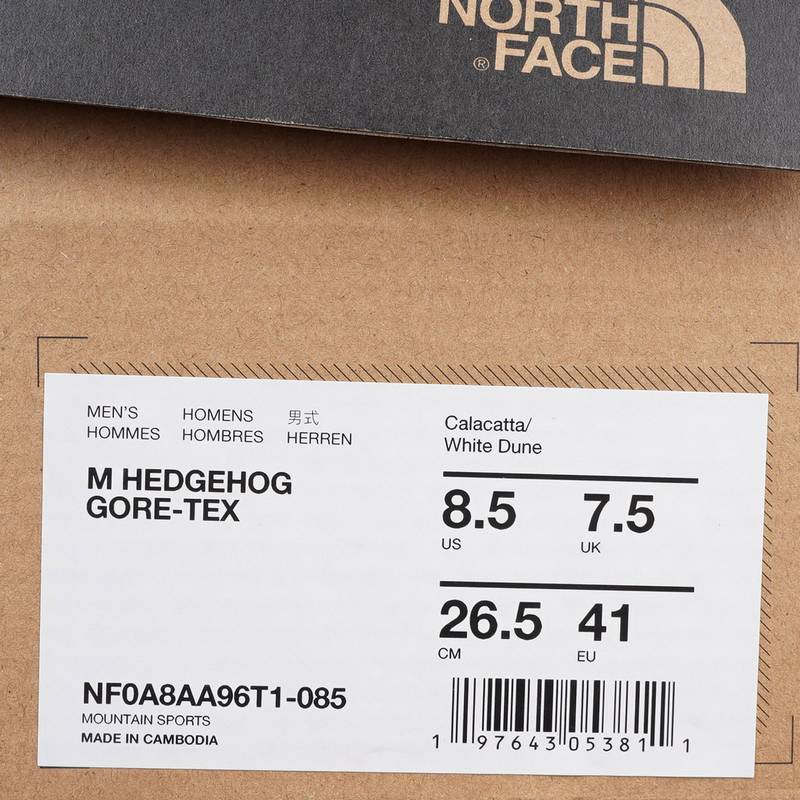 NORTH
® FACE
MEN'S HOMENS 男式
HOMMES HOMBRES HERREN
M HEDGEHOG
GORE-TEX
Calacatta/
White Dune
8.5 7.5
US UK
26.5 41
CM EU
NF0A8AA96T1-085
MOUNTAIN SPORTS
MADE IN CAMBODIA
1 97643 05381 1